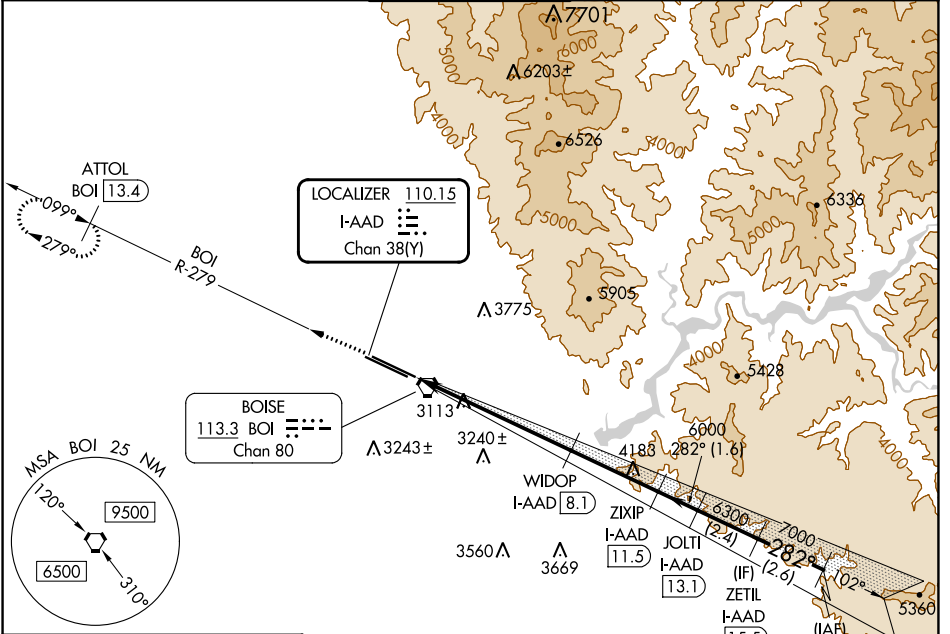 7701
6000
5000
6203±
4000
6526
4000
ATTOL
BOI 13.4
LOCALIZER 110.15
I-AAD
Chan 38(Y)
6336
5000
5000
099°
279°
BOI
R-279
5905
3775
4000
5428
BOISE
113.3 BOI
Chan 80
3113
3243±
3240±
6000
282° (1.6)
4183
4000
MSA BOI 25 NM
120°
9500
6500
310°
WIDOP
I-AAD 8.1
ZIXIP
I-AAD
11.5
6300
(2.4)
7000
JOLTI
I-AAD
13.1
282°
(2.6)
102°
3560
3669
(IF)
ZETIL
I-AAD
15.5
5360
(IAF)